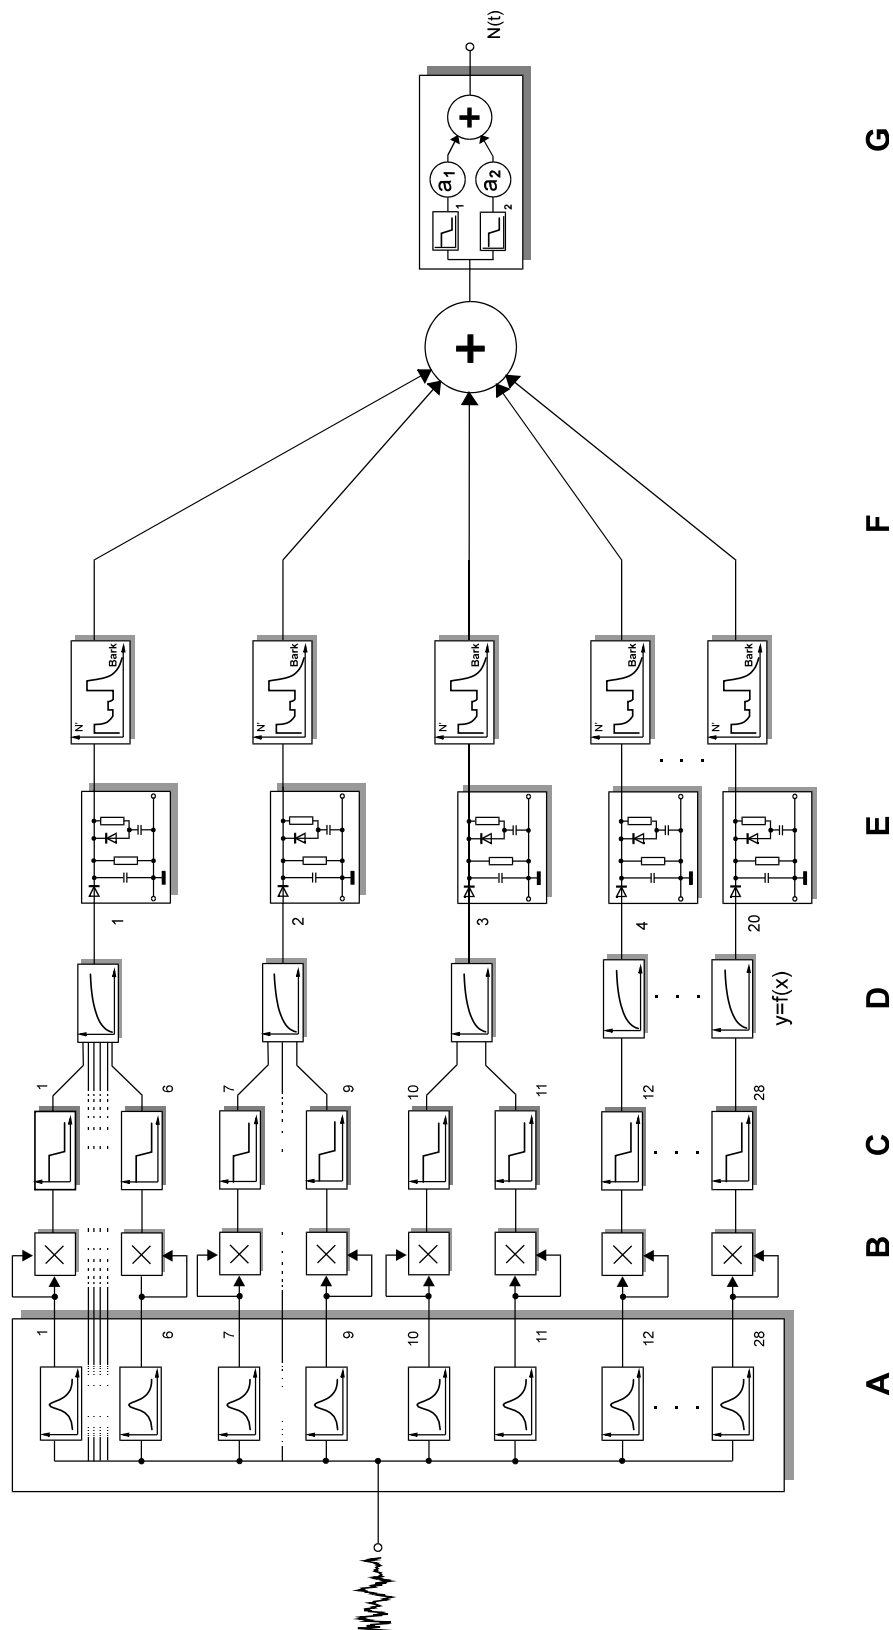 N(t)
G
a1
a2
1
2
+
+
F
N' Bark
N' Bark
N' Bark
N' Bark
N' Bark
. . .
E
1
2
3
4
20
D
. . .
y=f(x)
C
1
6
7
9
10
11
12
28
. . .
B
A
1
6
7
9
10
11
12
28
. . .